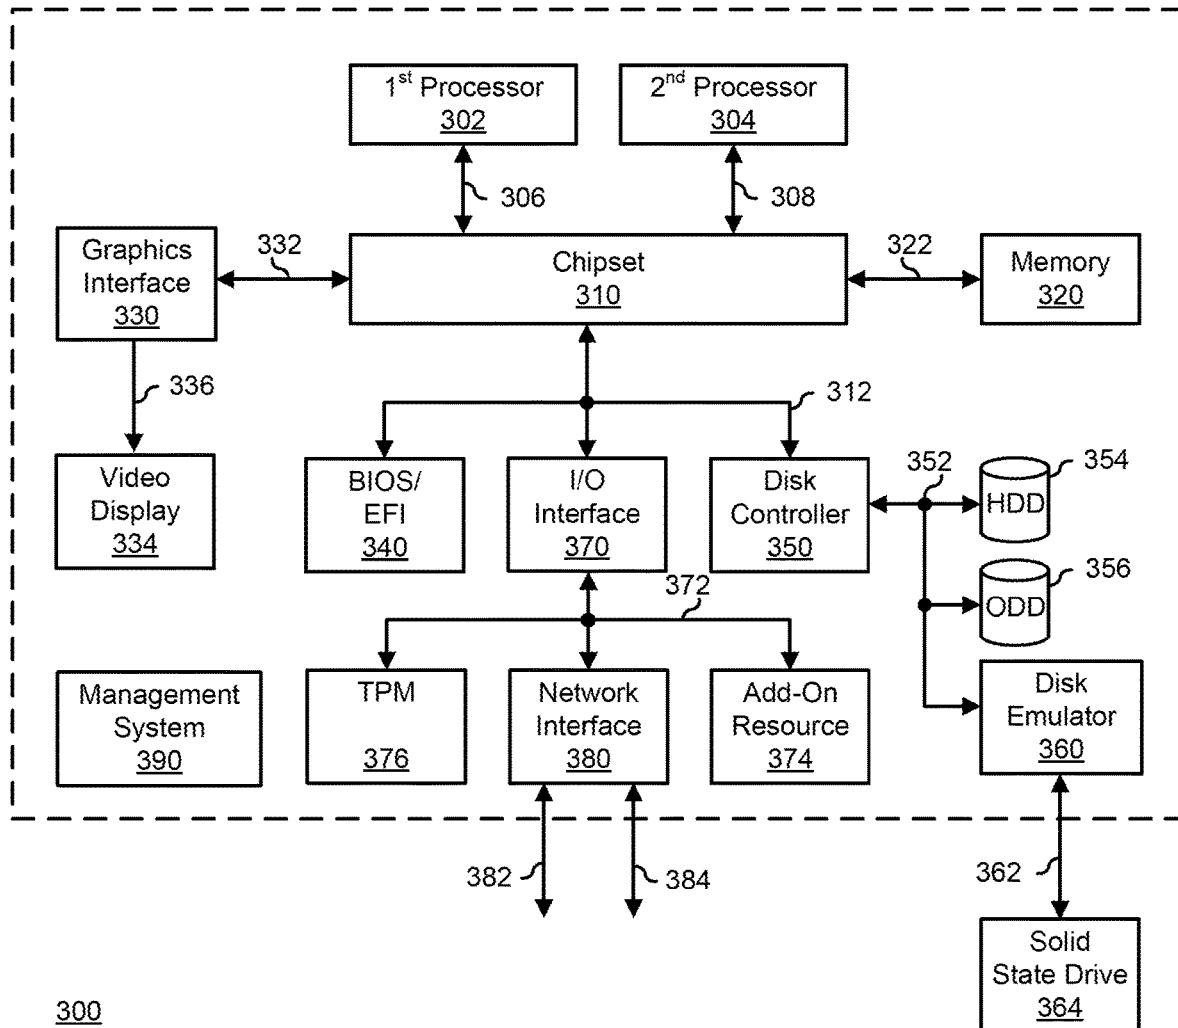 1st Processor
302
2nd Processor
304
306
308
Graphics
Interface
330
332
Chipset
310
322
Memory
320
336
312
Video
Display
334
BIOS/
EFI
340
I/O
Interface
370
Disk
Controller
350
352
HDD
354
ODD
356
372
Management
System
390
TPM
376
Network
Interface
380
Add-On
Resource
374
Disk
Emulator
360
382
384
362
Solid
State Drive
364
300